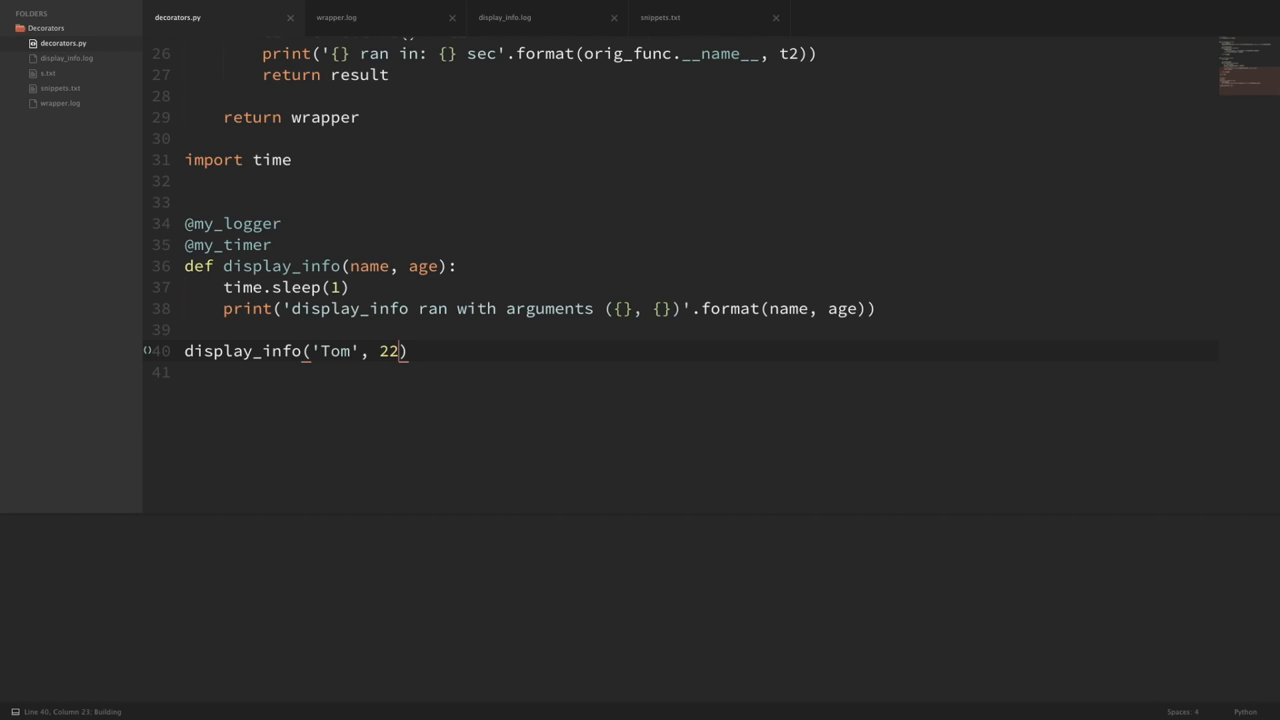 FOLDERS
Decorators
decorators.py
display_info.log
s.txt
snippets.txt
wrapper.log
decorators.py
wrapper.log
display_info.log
snippets.txt
26 print('{} ran in: {} sec'.format(orig_func.__name__, t2))
27 return result
28
29 return wrapper
30
31 import time
32
33
34 @my_logger
35 @my_timer
36 def display_info(name, age):
37 time.sleep(1)
38 print('display_info ran with arguments ({}, {})'.format(name, age))
39
40 display_info('Tom', 22)
41
Line 40, Column 23; Building
Spaces: 4
Python